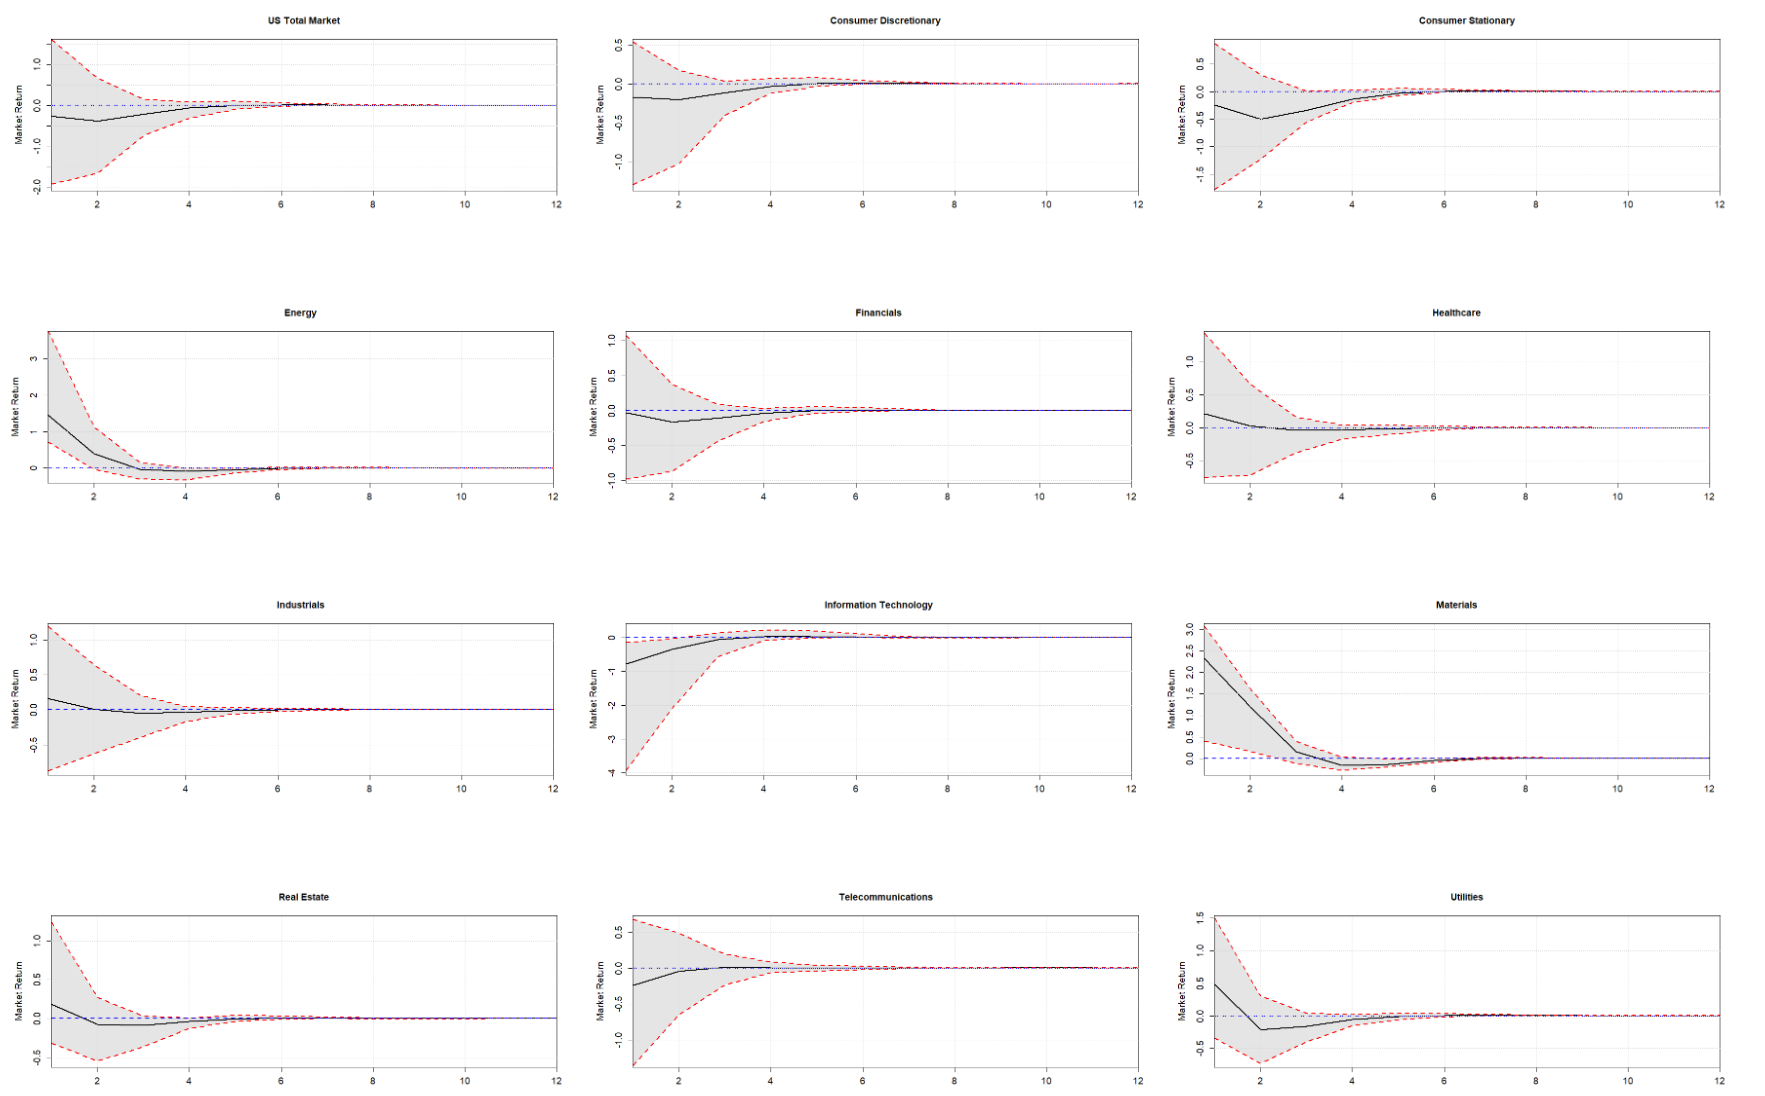 US Total Market
Market Return
1.0
0.0
-1.0
-2.0
2 4 6 8 10 12
Consumer Discretionary
Market Return
0.5
0.0
-0.5
-1.0
2 4 6 8 10 12
Consumer Stationary
Market Return
0.5
0.0
-0.5
-1.0
-1.5
2 4 6 8 10 12
Energy
Market Return
3
2
1
0
2 4 6 8 10 12
Financials
Market Return
1.0
0.5
0.0
-0.5
-1.0
2 4 6 8 10 12
Healthcare
Market Return
1.0
0.5
0.0
-0.5
2 4 6 8 10 12
Industrials
Market Return
1.0
0.5
0.0
-0.5
2 4 6 8 10 12
Information Technology
Market Return
0
-1
-2
-3
-4
2 4 6 8 10 12
Materials
Market Return
3.0
2.5
2.0
1.5
1.0
0.5
0.0
2 4 6 8 10 12
Real Estate
Market Return
1.0
0.5
0.0
-0.5
2 4 6 8 10 12
Telecommunications
Market Return
0.5
0.0
-0.5
-1.0
2 4 6 8 10 12
Utilities
Market Return
1.5
1.0
0.5
0.0
-0.5
2 4 6 8 10 12